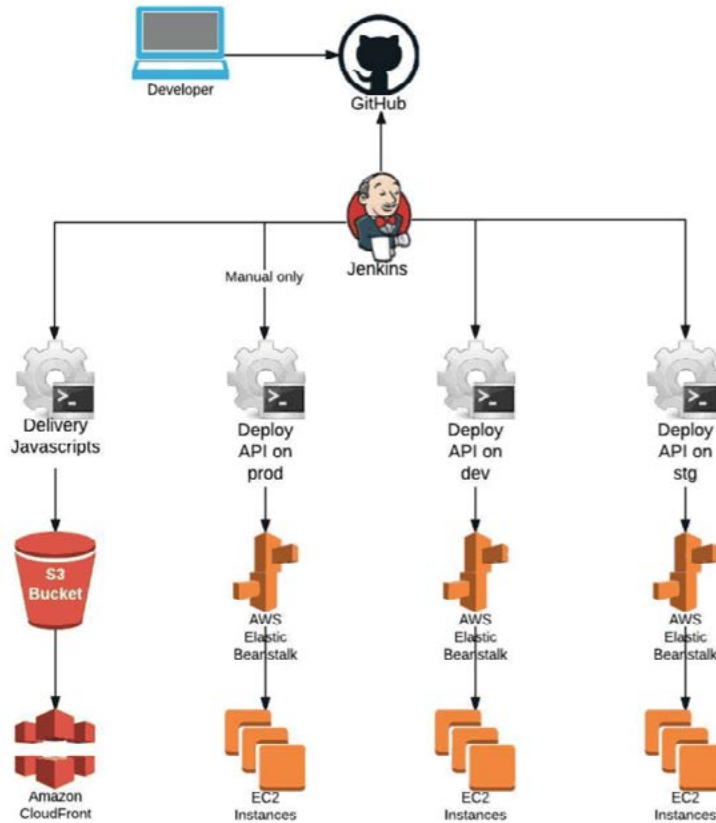 Developer
GitHub
Jenkins
Manual only
Delivery
Javascripts
Deploy
API on
prod
Deploy
API on
dev
Deploy
API on
stg
S3
Bucket
AWS
Elastic
Beanstalk
AWS
Elastic
Beanstalk
AWS
Elastic
Beanstalk
Amazon
CloudFront
EC2
Instances
EC2
Instances
EC2
Instances